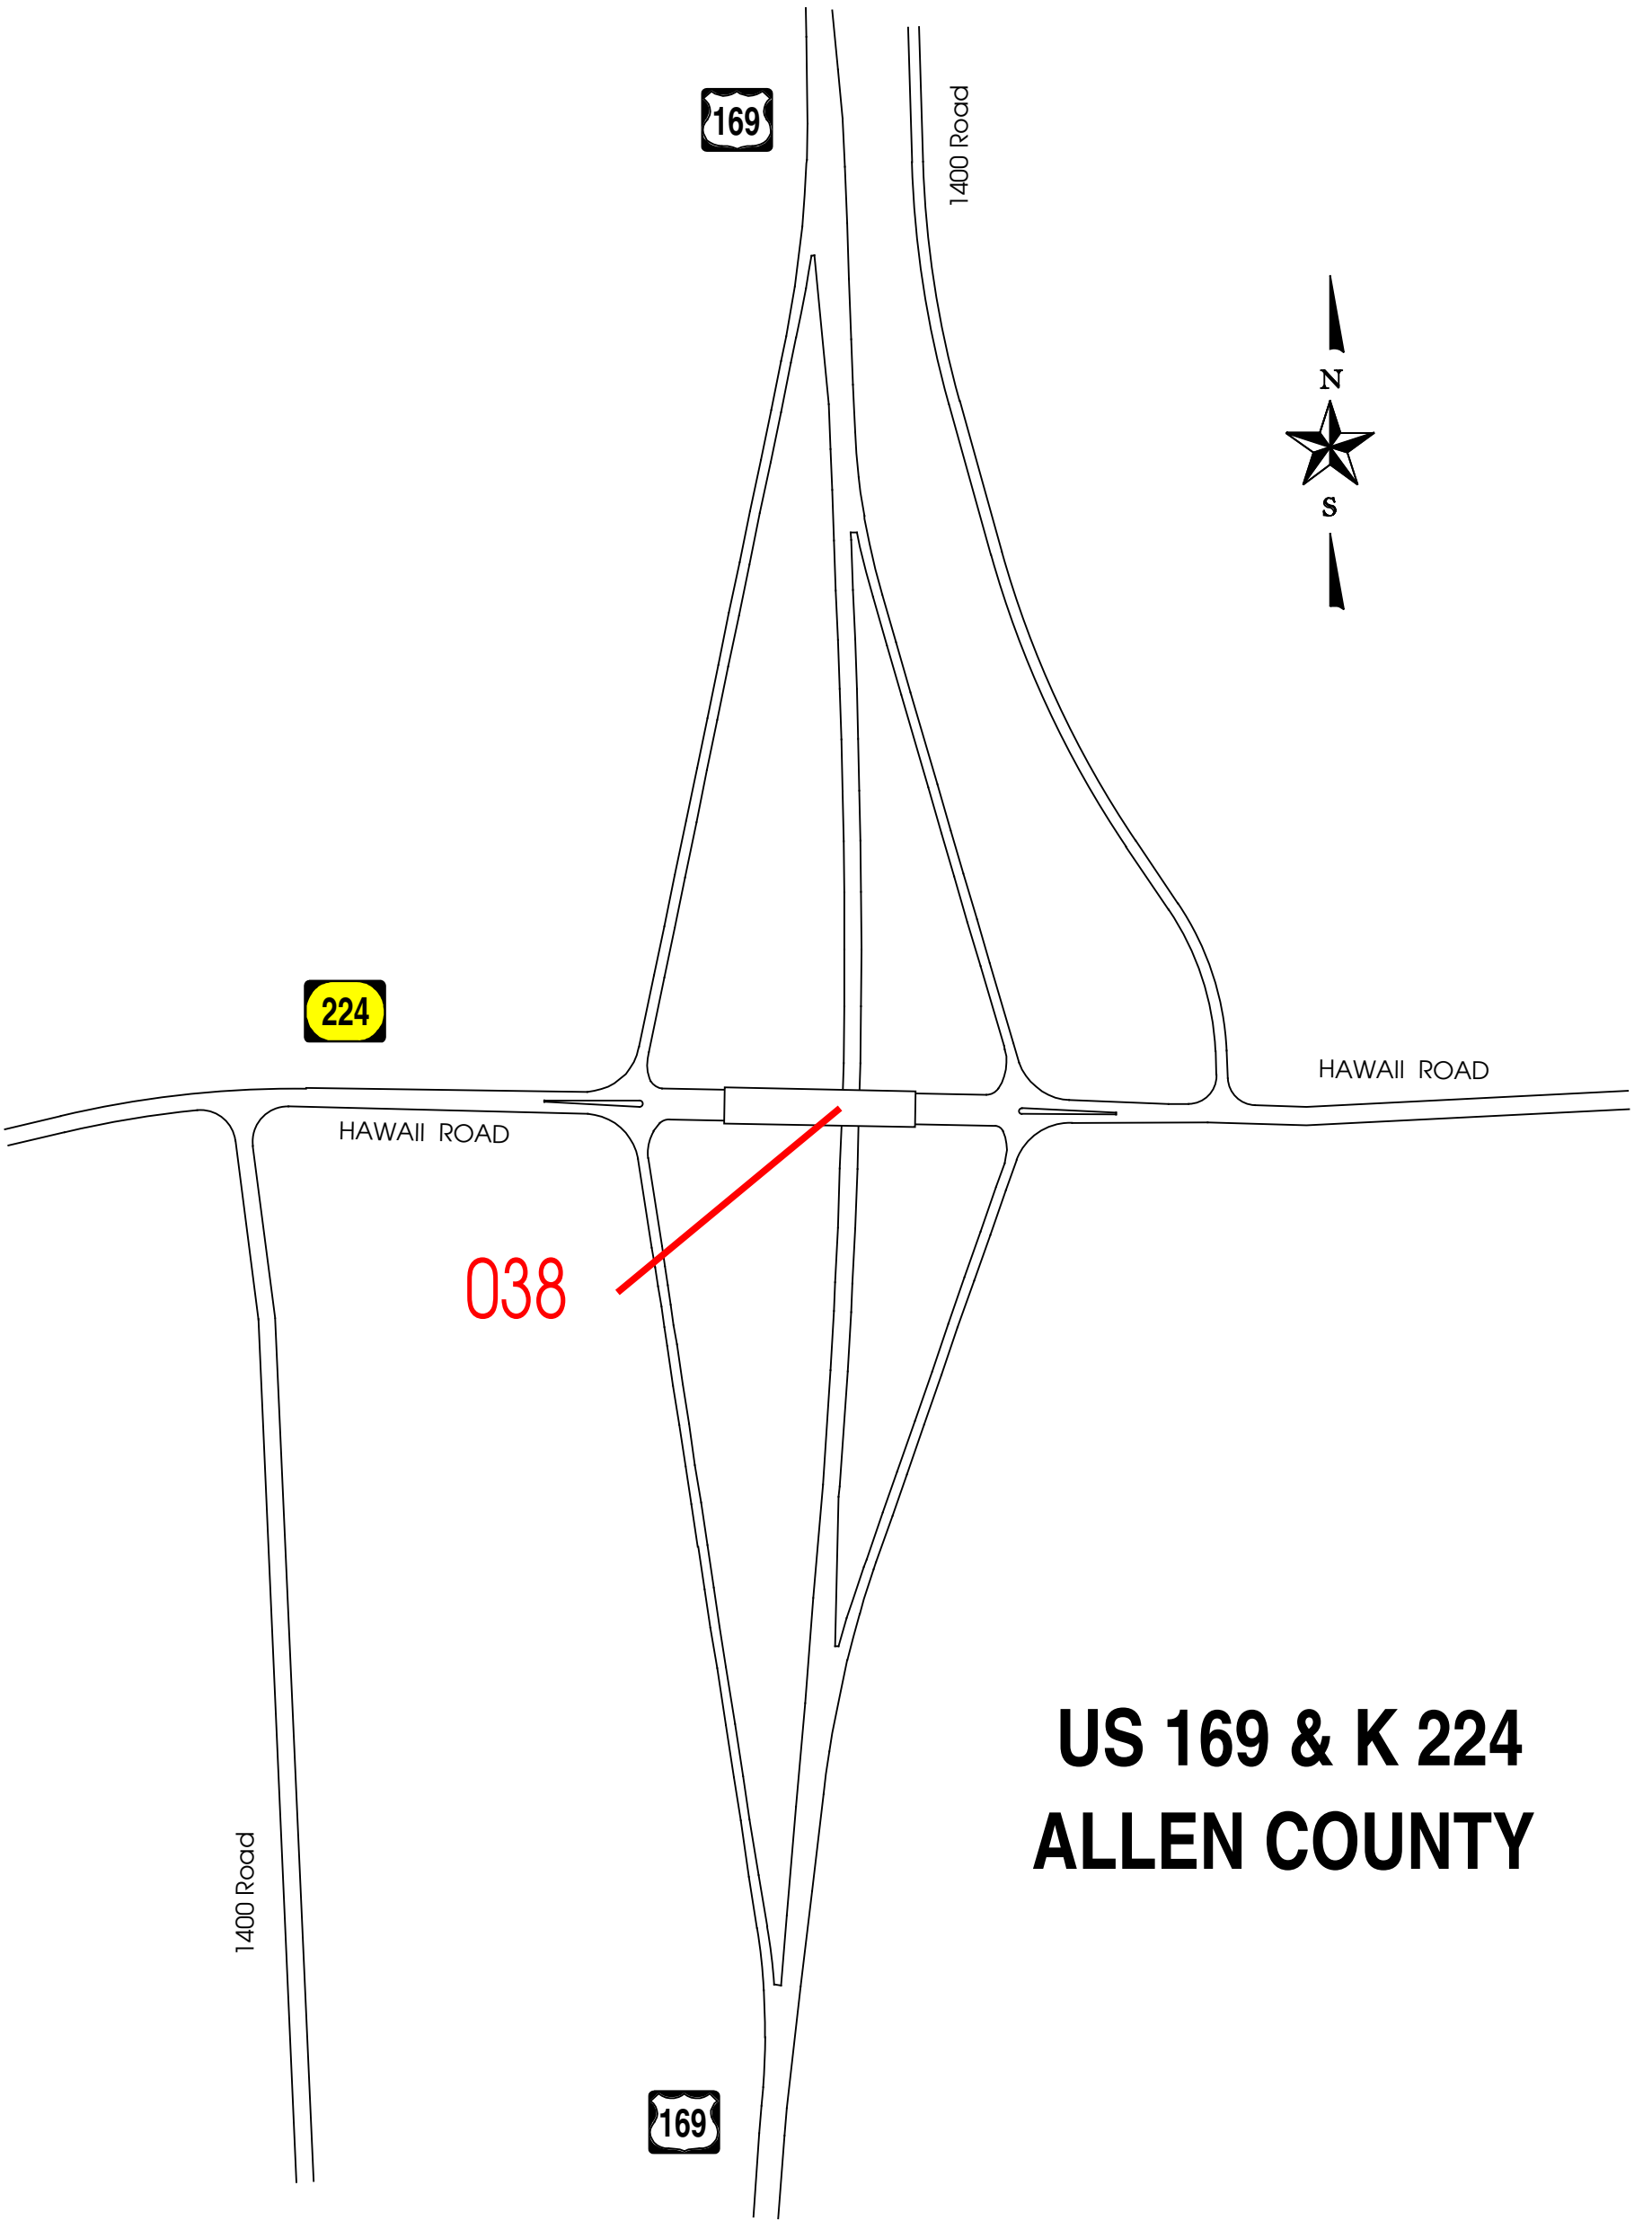 169
1400 Road
N
S
224
HAWAII ROAD
HAWAII ROAD
038
US 169 & K 224
ALLEN COUNTY
1400 Road
169